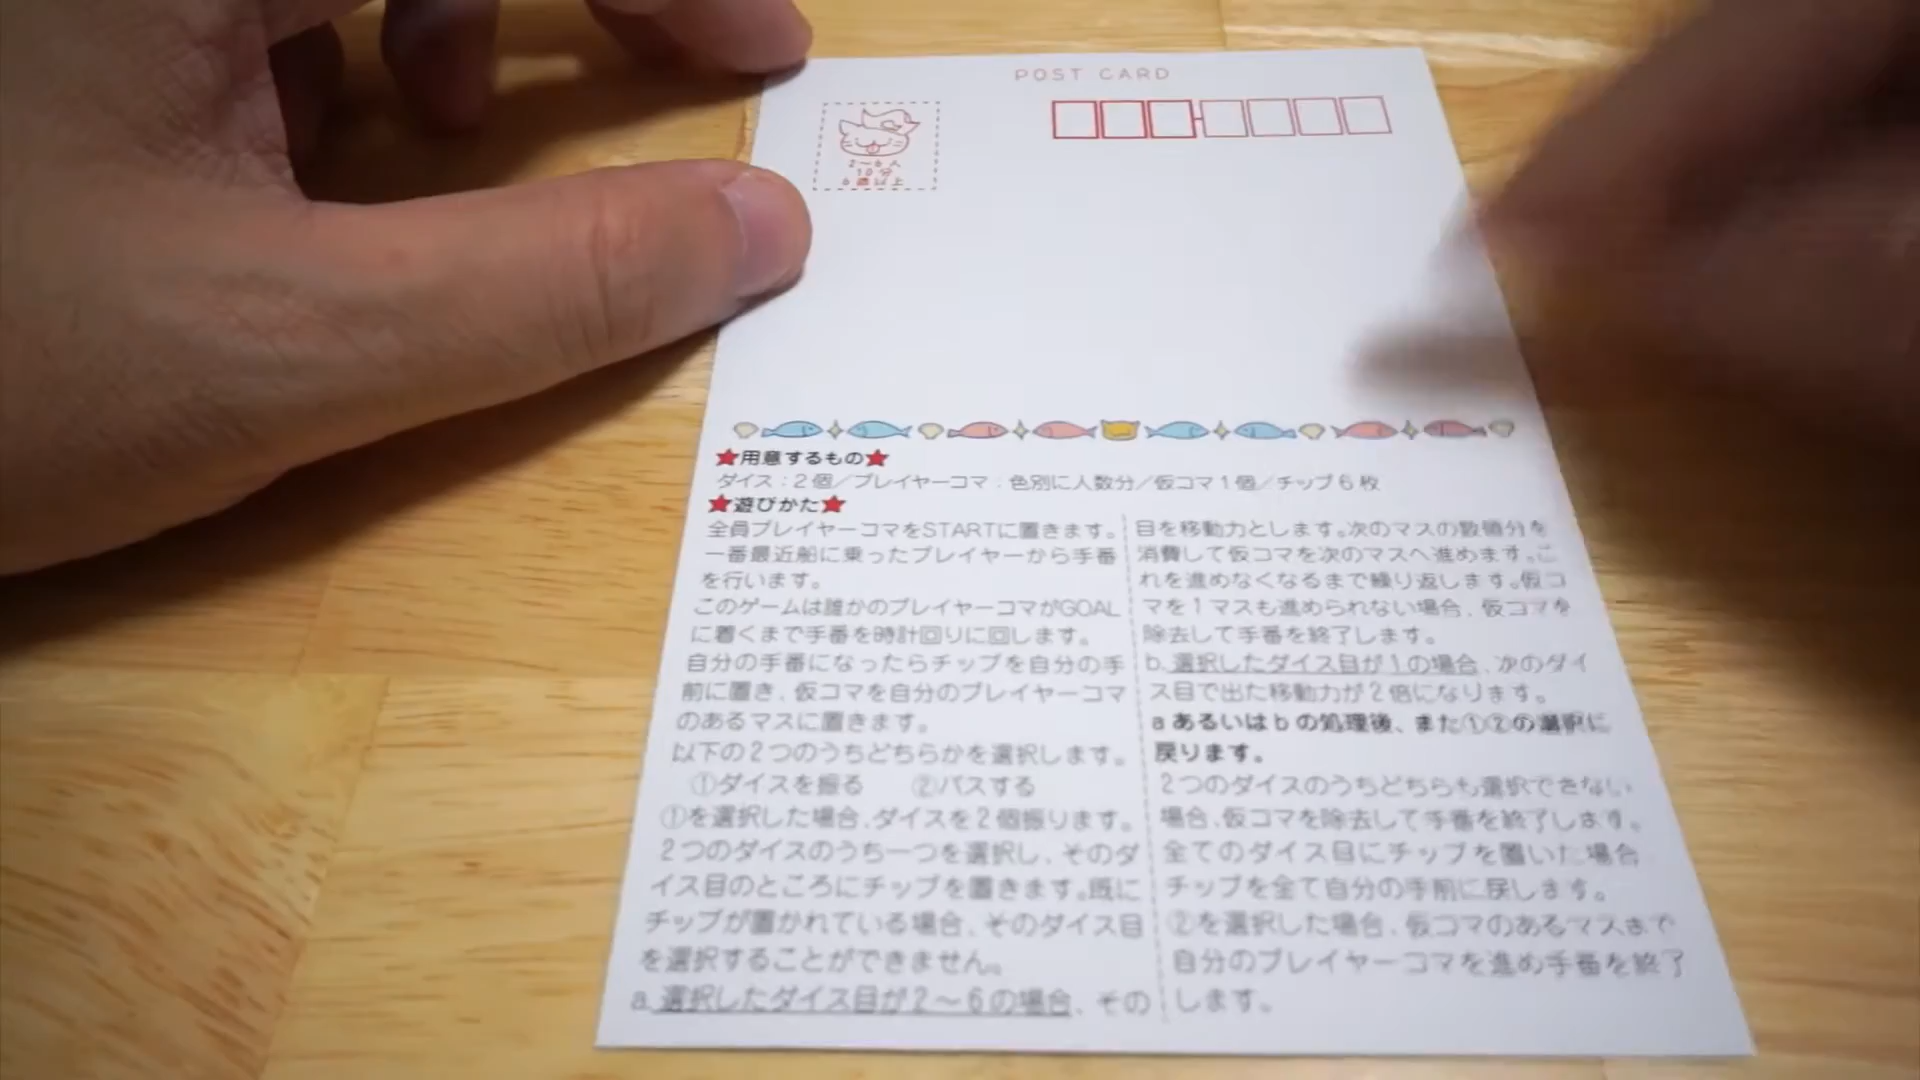 POST CARD
2～6人
10分
6歳以上
★用意するもの★
ダイス：2個／プレイヤーコマ：色別に人数分／仮コマ1個／チップ6枚
★遊びかた★
全員プレイヤーコマをSTARTに置きます。
一番最近船に乗ったプレイヤーから手番
を行います。
このゲームは誰かのプレイヤーコマがGOAL
に着くまで手番を時計回りに回します。
自分の手番になったらチップを自分の手
前に置き、仮コマを自分のプレイヤーコマ
のあるマスに置きます。
以下の2つのうちどちらかを選択します。
①ダイスを振る　②パスする
①を選択した場合、ダイスを2個振ります。
2つのダイスのうち一つを選択し、そのダ
イス目のところにチップを置きます。既に
チップが置かれている場合、そのダイス目
を選択することができません。
a. 選択したダイス目が2～6の場合、その
目を移動力とします。次のマスの数値分を
消費して仮コマを次のマスへ進めます。こ
れを進めなくなるまで繰り返します。仮コ
マを1マスも進められない場合、仮コマを
除去して手番を終了します。
b. 選択したダイス目が1の場合、次のダイ
ス目で出た移動力が2倍になります。
aあるいはbの処理後、また①②の選択に
戻ります。
2つのダイスのうちどちらも選択できない
場合、仮コマを除去して手番を終了します。
全てのダイス目にチップを置いた場合
チップを全て自分の手前に戻します。
②を選択した場合、仮コマのあるマスまで
自分のプレイヤーコマを進め手番を終了
します。